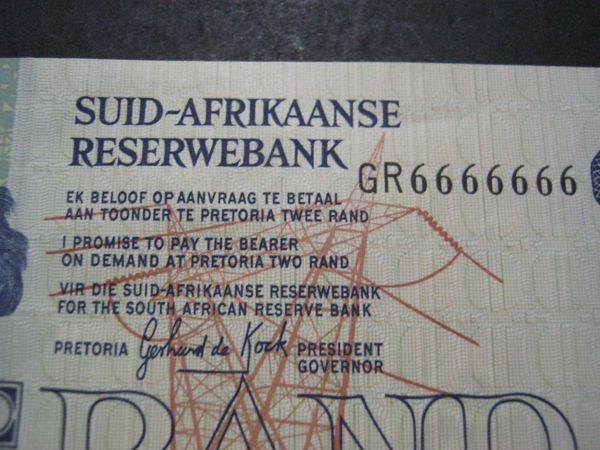 SUID-AFRIKAANSE
RESERWEBANK
GR6666666
EK BELOOF OP AANVRAAG TE BETAAL
AAN TOONDER TE PRETORIA TWEE RAND
I PROMISE TO PAY THE BEARER
ON DEMAND AT PRETORIA TWO RAND
VIR DIE SUID-AFRIKAANSE RESERWEBANK
FOR THE SOUTH AFRICAN RESERVE BANK
PRETORIA Gerhard de Kock PRESIDENT
GOVERNOR
RAND